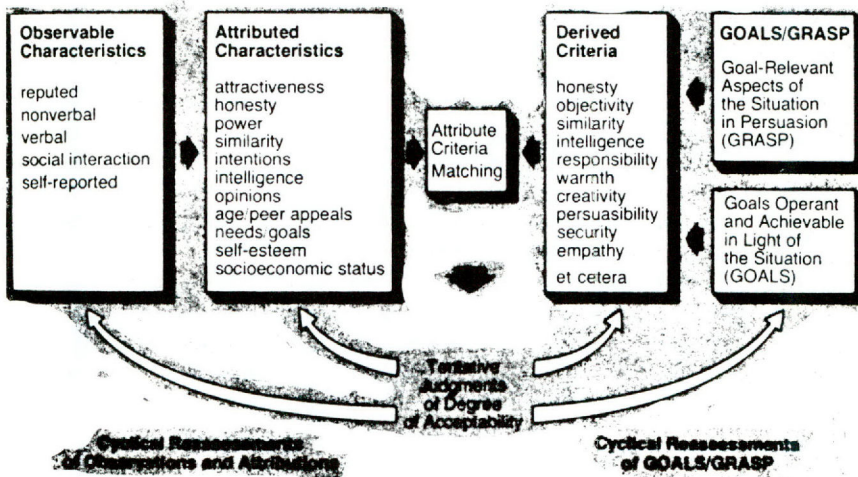 Observable
Characteristics
reputed
nonverbal
verbal
social interaction
self-reported
Attributed
Characteristics
attractiveness
honesty
power
similarity
intentions
intelligence
opinions
age/peer appeals
needs/goals
self-esteem
socioeconomic status
Attribute
Criteria
Matching
Derived
Criteria
honesty
objectivity
similarity
intelligence
responsibility
warmth
creativity
persuasibility
security
empathy
et cetera
GOALS/GRASP
Goal-Relevant
Aspects of
the Situation
in Persuasion
(GRASP)
Goals Operant
and Achievable
in Light of
the Situation
(GOALS)
Tentative
Judgments
of Degree
of Acceptability
Cyclical Reassessments
of Observations and Attributions
Cyclical Reassessments
of GOALS/GRASP